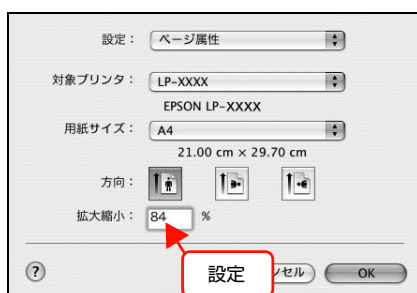 設定：
ページ属性
対象プリンタ：
LP-XXXX
EPSON LP-XXXX
用紙サイズ：
A4
21.00 cm × 29.70 cm
方向：
拡大縮小：
84
%
?
設定
ンセル
OK